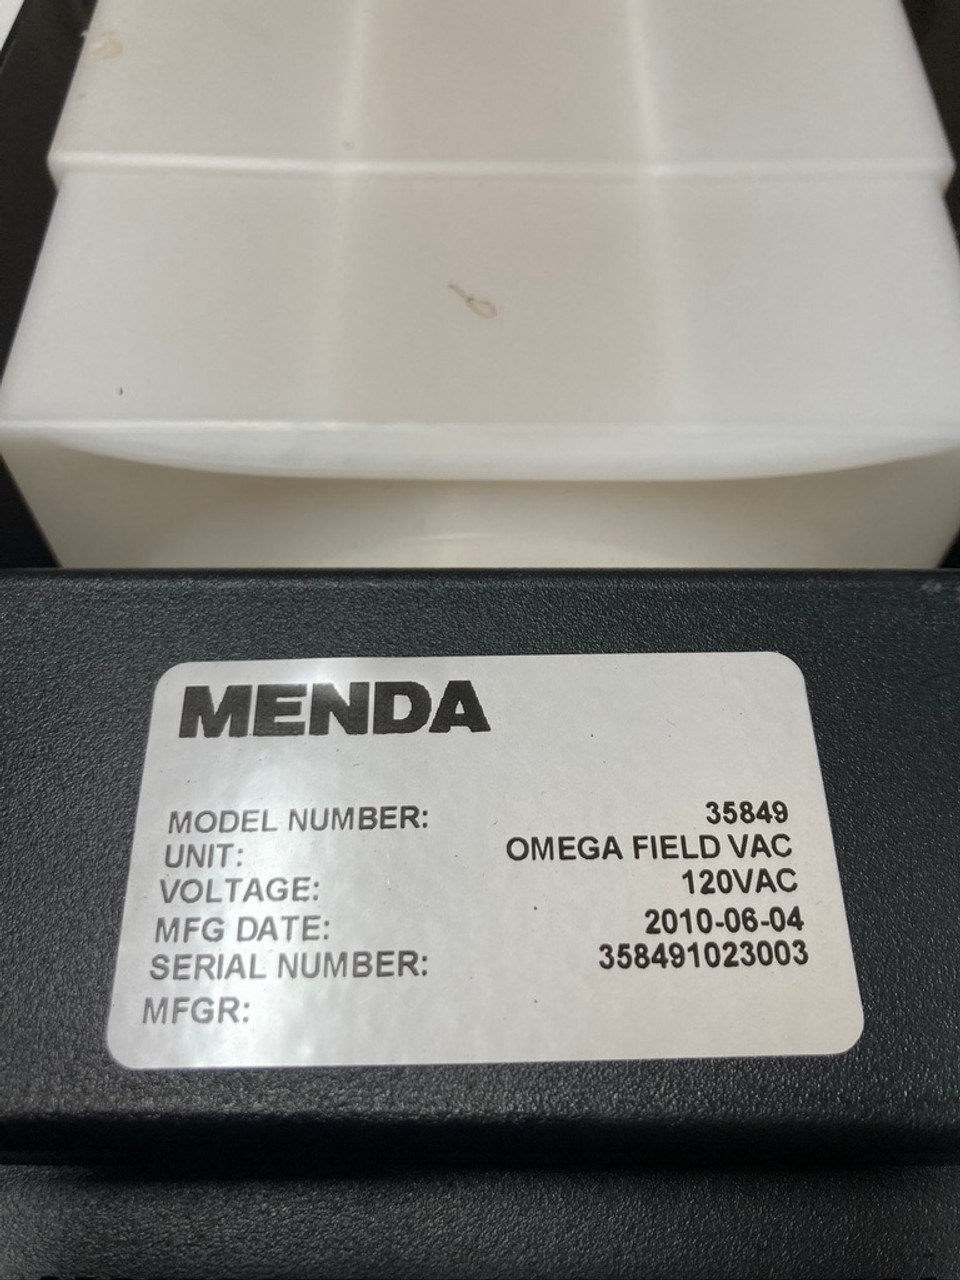 MENDA
MODEL NUMBER: 35849
UNIT: OMEGA FIELD VAC
VOLTAGE: 120VAC
MFG DATE: 2010-06-04
SERIAL NUMBER: 358491023003
MFGR: